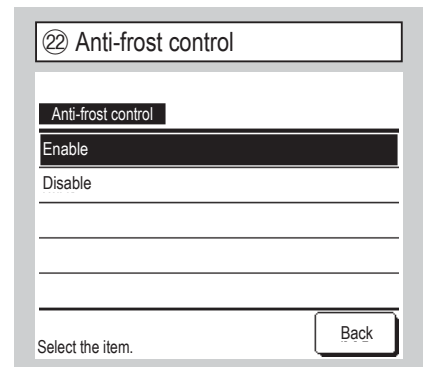 ㉒ Anti-frost control
Anti-frost control
Enable
Disable
Select the item.
Back